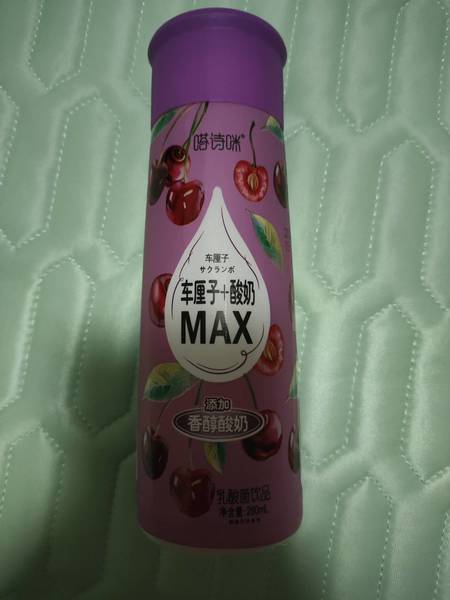 嗒诗咪®
车厘子
サクランボ
车厘子+酸奶
MAX
添加
香醇酸奶
乳酸菌饮品
净含量:280mL